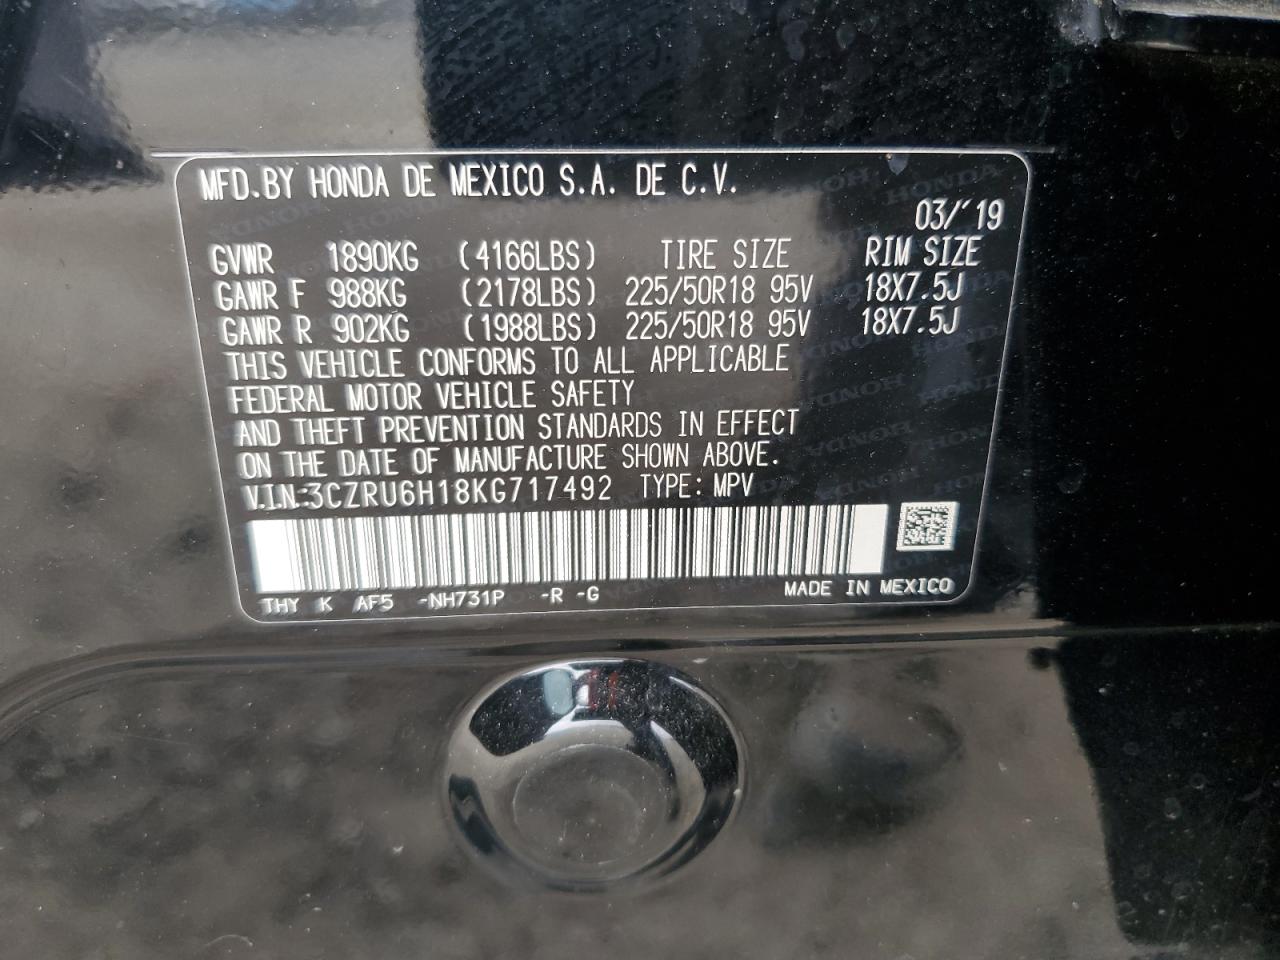 MFD.BY HONDA DE MEXICO S.A. DE C.V.
03/'19
GVWR 1890KG (4166LBS) TIRE SIZE RIM SIZE
GAWR F 988KG (2178LBS) 225/50R18 95V 18X7.5J
GAWR R 902KG (1988LBS) 225/50R18 95V 18X7.5J
THIS VEHICLE CONFORMS TO ALL APPLICABLE
FEDERAL MOTOR VEHICLE SAFETY
AND THEFT PREVENTION STANDARDS IN EFFECT
ON THE DATE OF MANUFACTURE SHOWN ABOVE.
V.I.N:3CZRU6H18KG717492 TYPE:MPV
THY K AF5 -NH731P -R -G MADE IN MEXICO